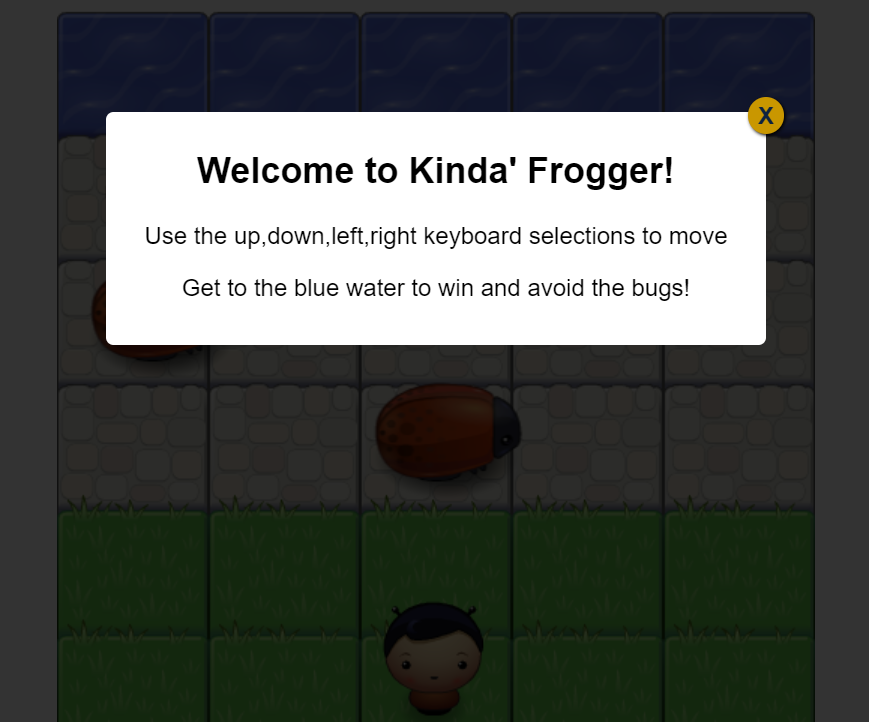 X
Welcome to Kinda' Frogger!
Use the up,down,left,right keyboard selections to move
Get to the blue water to win and avoid the bugs!